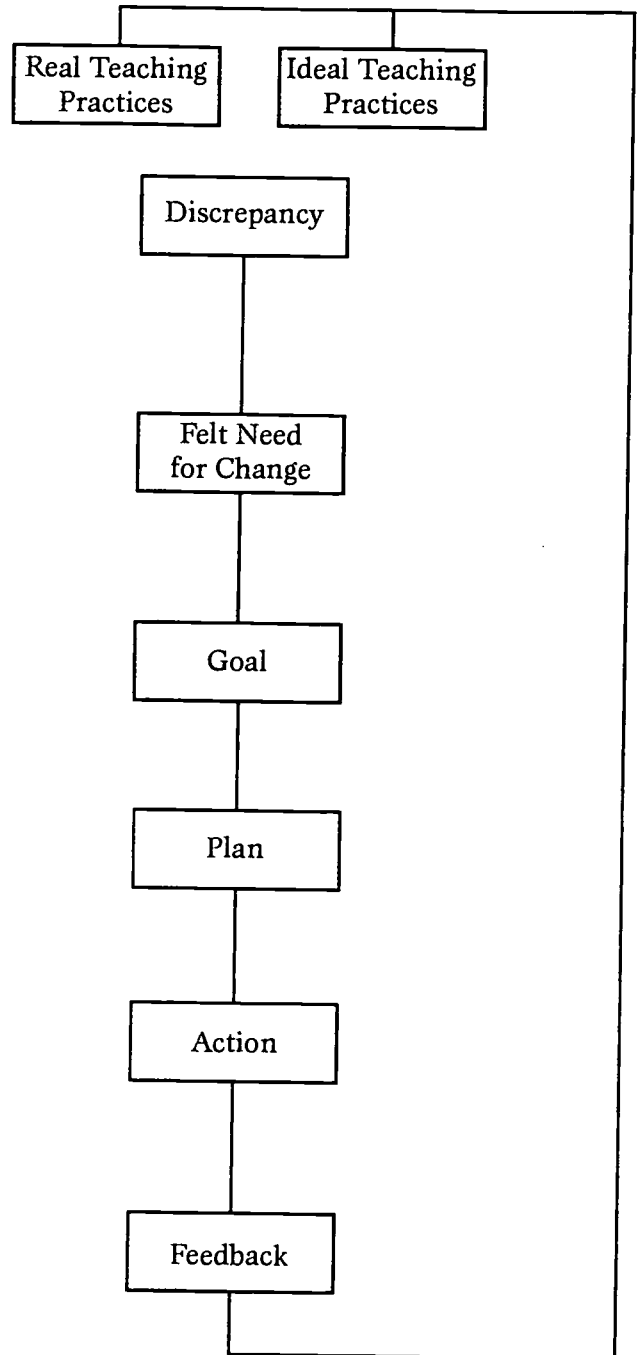 Real Teaching
Practices
Ideal Teaching
Practices
Discrepancy
Felt Need
for Change
Goal
Plan
Action
Feedback